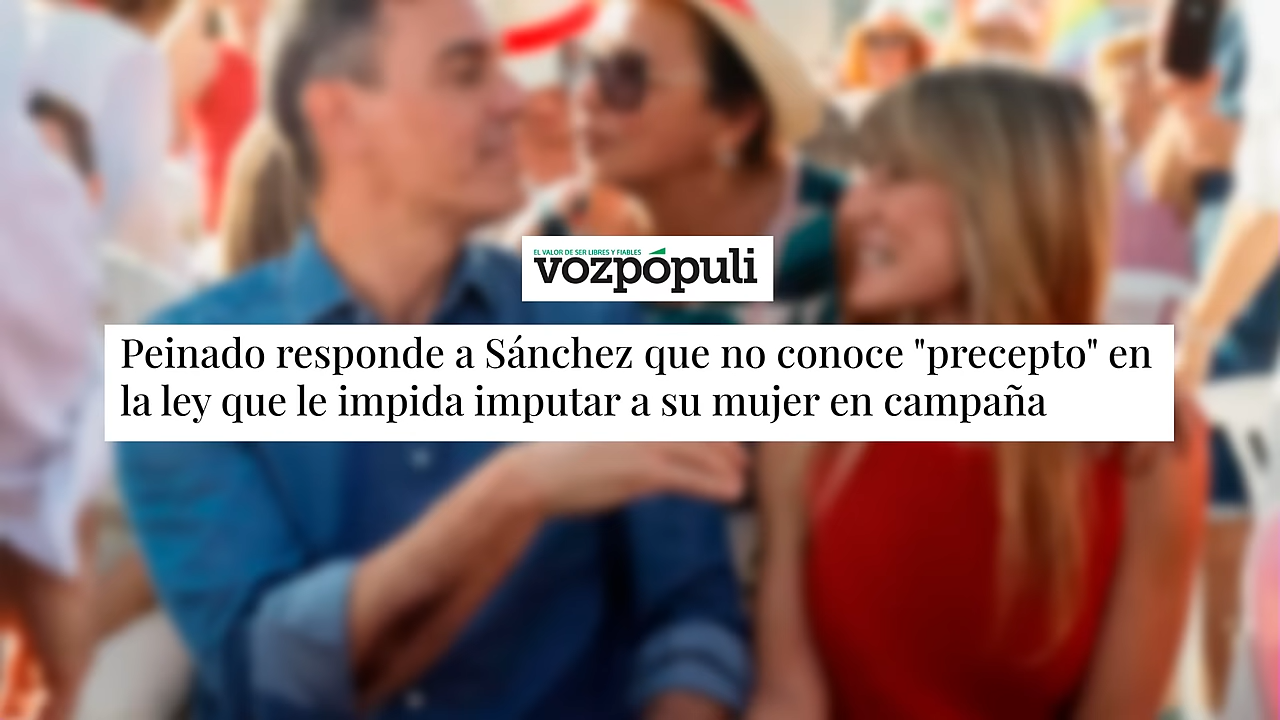 EL VALOR DE SER LIBRES Y FIABLES
vozpópuli
Peinado responde a Sánchez que no conoce "precepto" en
la ley que le impida imputar a su mujer en campaña